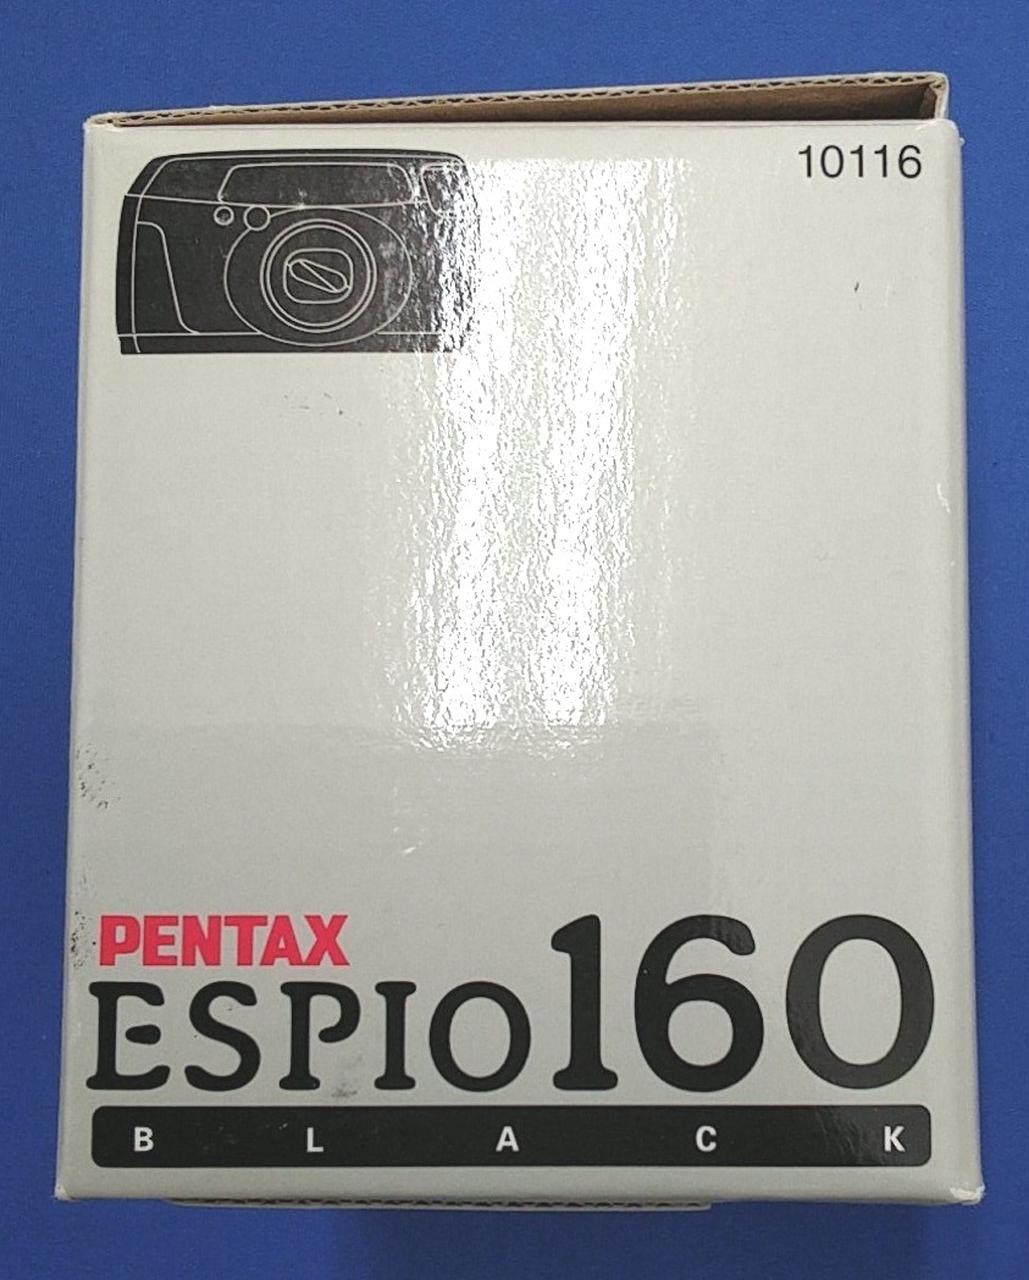 10116
PENTAX
ESPIO160
BLACK